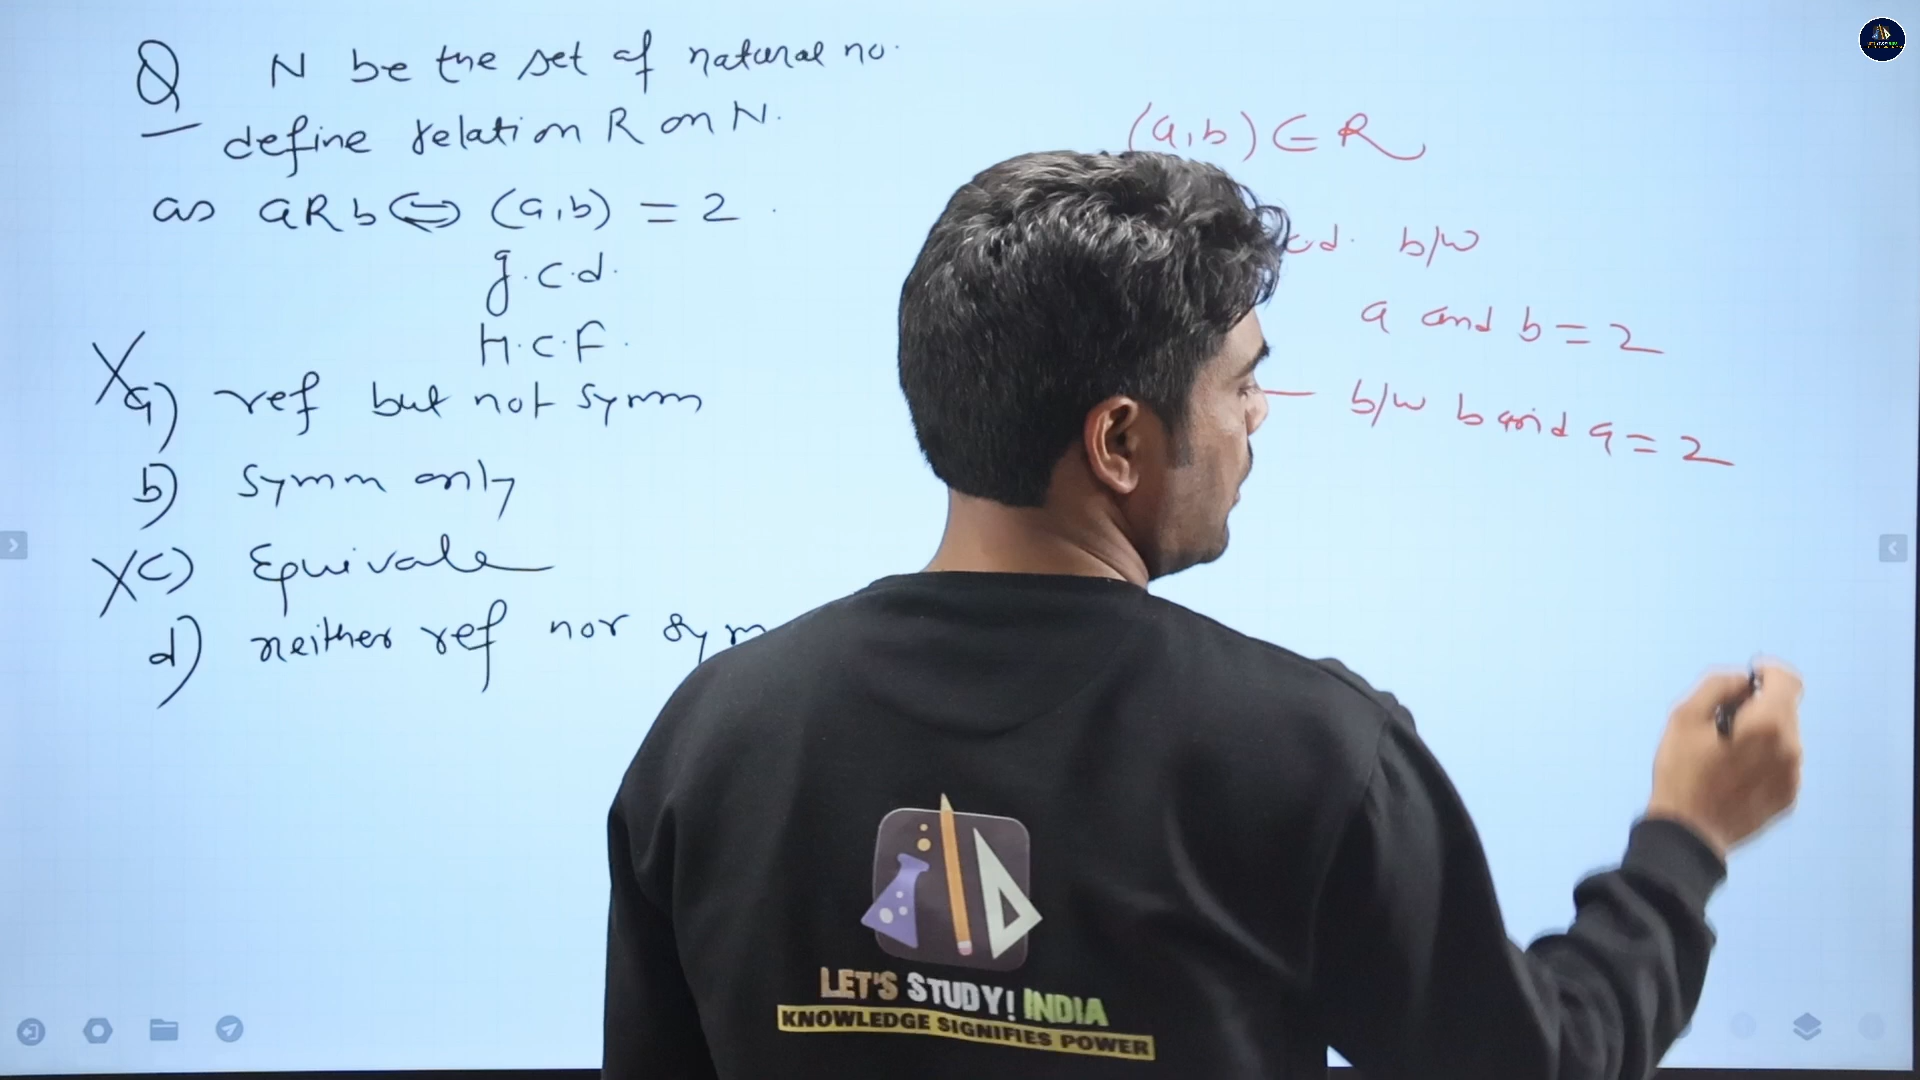 Q N be the set of natural no.
define relation R on N.
as aRb ⇔ (a,b) = 2.
g.c.d.
H.C.F.
a) ref but not symm
b) symm only
c) Equivale
d) neither ref nor sym
(a,b) ∈ R
c.d. b/w
a and b = 2
b/w b and a = 2
LET'S STUDY! INDIA
KNOWLEDGE SIGNIFIES POWER